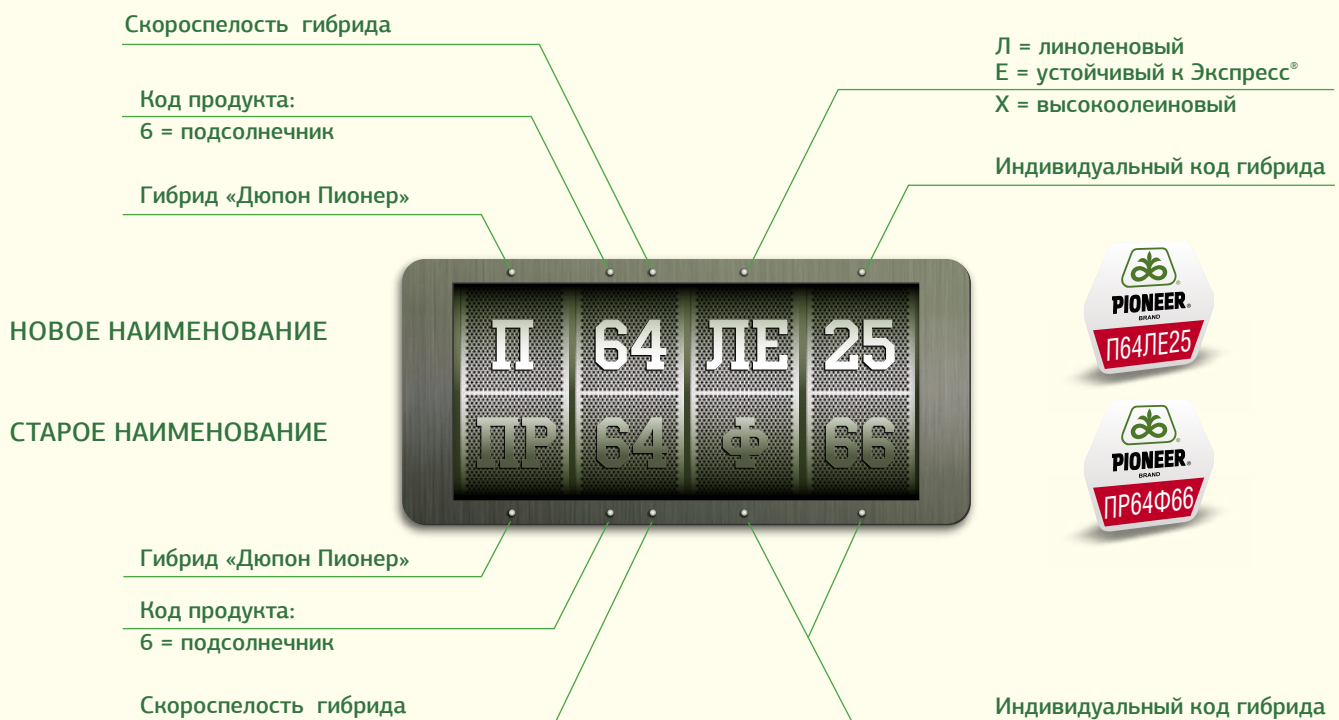 Скороспелость гибрида
Код продукта:
6 = подсолнечник
Гибрид «Дюпон Пионер»
Л = линоленовый
Е = устойчивый к Экспресс®
Х = высокоолеиновый
Индивидуальный код гибрида
НОВОЕ НАИМЕНОВАНИЕ
П 64 ЛЕ 25
PIONEER®
BRAND
П64ЛЕ25
СТАРОЕ НАИМЕНОВАНИЕ
ПР 64 Ф 66
PIONEER®
BRAND
ПР64Ф66
Гибрид «Дюпон Пионер»
Код продукта:
6 = подсолнечник
Скороспелость гибрида
Индивидуальный код гибрида